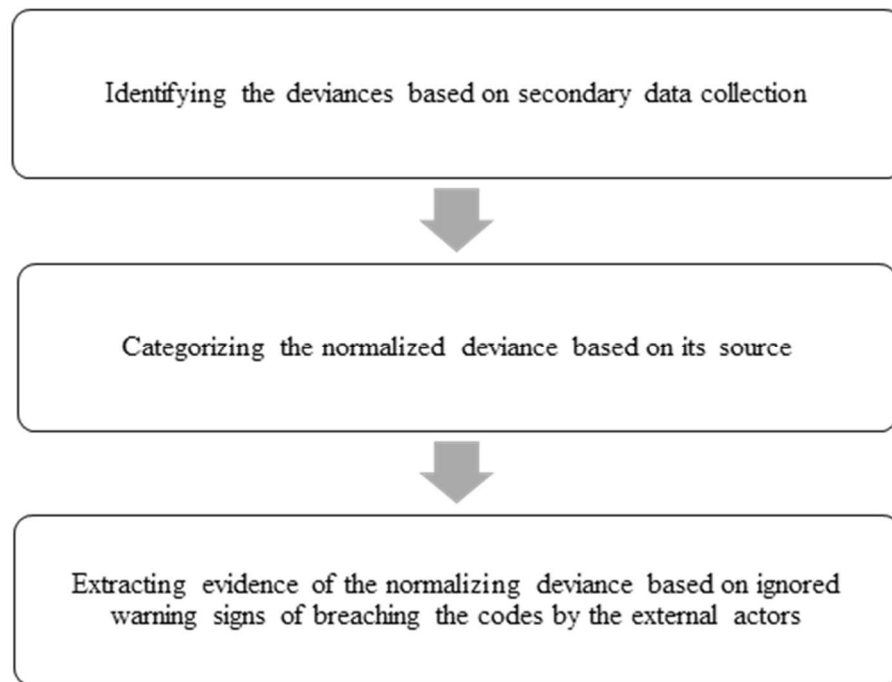 Identifying the deviances based on secondary data collection
Categorizing the normalized deviance based on its source
Extracting evidence of the normalizing deviance based on ignored
warning signs of breaching the codes by the external actors